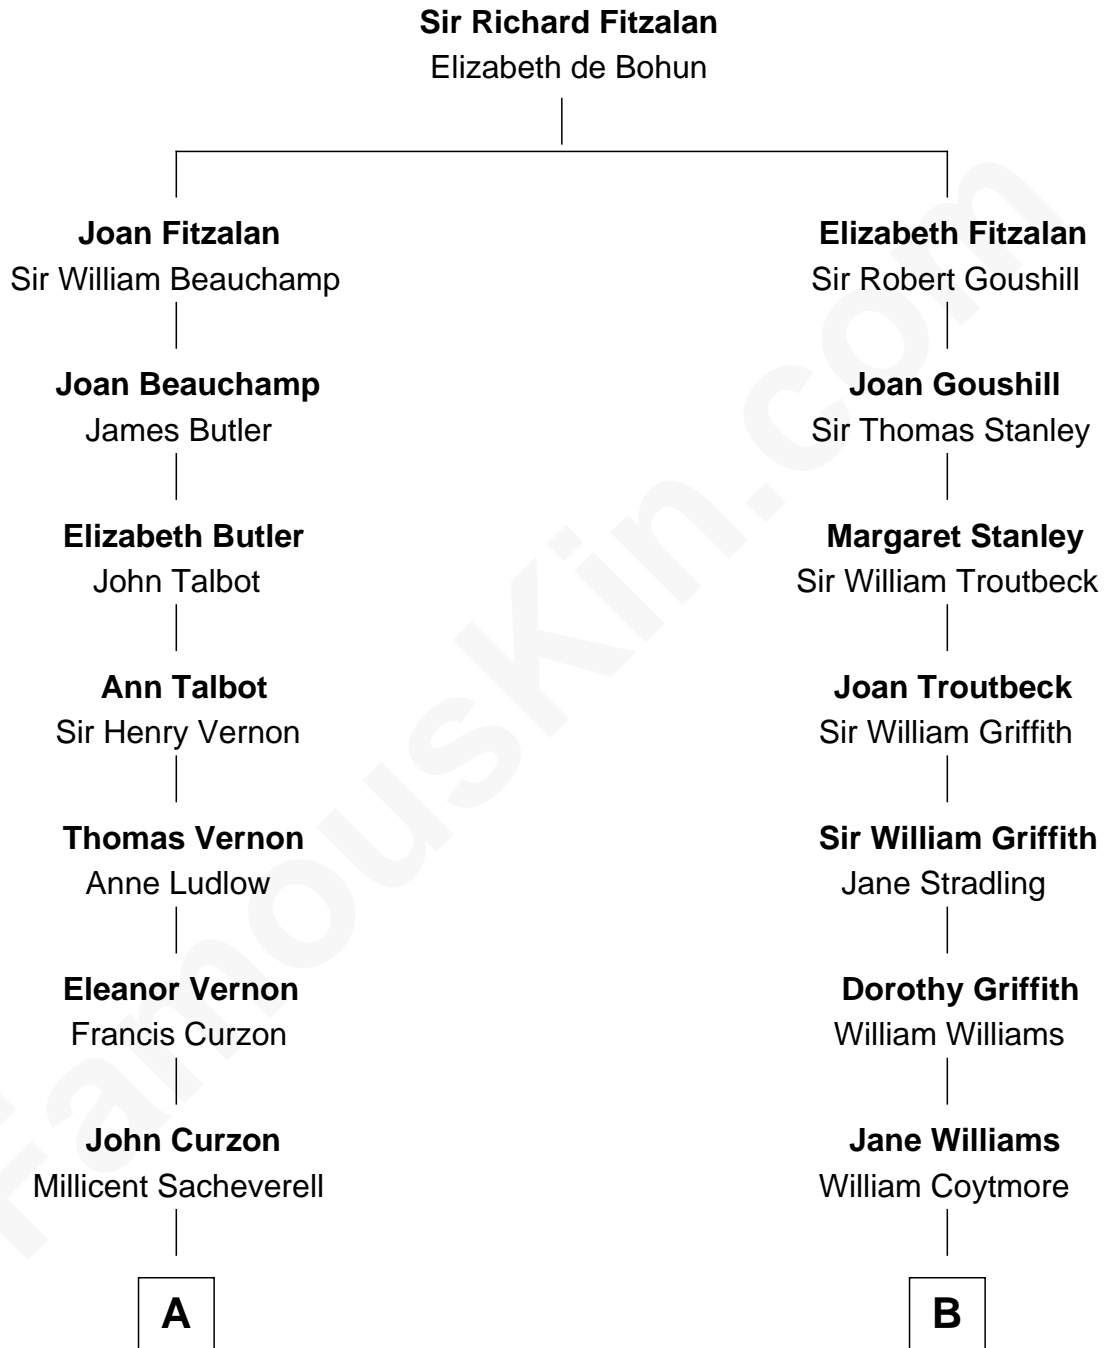 Sir Richard Fitzalan
Elizabeth de Bohun
Joan Fitzalan
Sir William Beauchamp
Elizabeth Fitzalan
Sir Robert Goushill
Joan Beauchamp
James Butler
Joan Goushill
Sir Thomas Stanley
Elizabeth Butler
John Talbot
Margaret Stanley
Sir William Troutbeck
Ann Talbot
Sir Henry Vernon
Joan Troutbeck
Sir William Griffith
Thomas Vernon
Anne Ludlow
Sir William Griffith
Jane Stradling
Eleanor Vernon
Francis Curzon
Dorothy Griffith
William Williams
John Curzon
Millicent Sacheverell
Jane Williams
William Coytmore
A
B
FamousKin.com